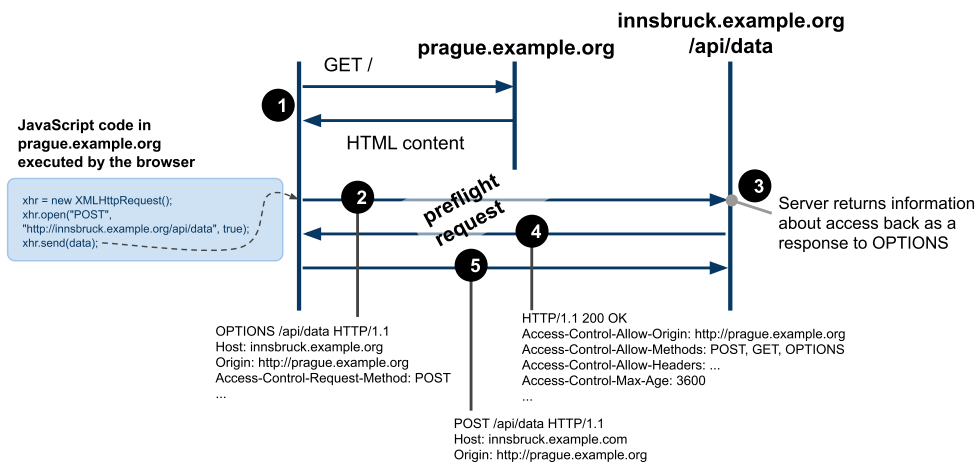 innsbruck.example.org
/api/data
prague.example.org
GET /
1
HTML content
JavaScript code in
prague.example.org
executed by the browser
xhr = new XMLHttpRequest();
xhr.open("POST",
"http://innsbruck.example.org/api/data", true);
xhr.send(data);
2
preflight
request
3
Server returns information
about access back as a
response to OPTIONS
4
5
OPTIONS /api/data HTTP/1.1
Host: innsbruck.example.org
Origin: http://prague.example.org
Access-Control-Request-Method: POST
...
HTTP/1.1 200 OK
Access-Control-Allow-Origin: http://prague.example.org
Access-Control-Allow-Methods: POST, GET, OPTIONS
Access-Control-Allow-Headers: ...
Access-Control-Max-Age: 3600
...
POST /api/data HTTP/1.1
Host: innsbruck.example.com
Origin: http://prague.example.org